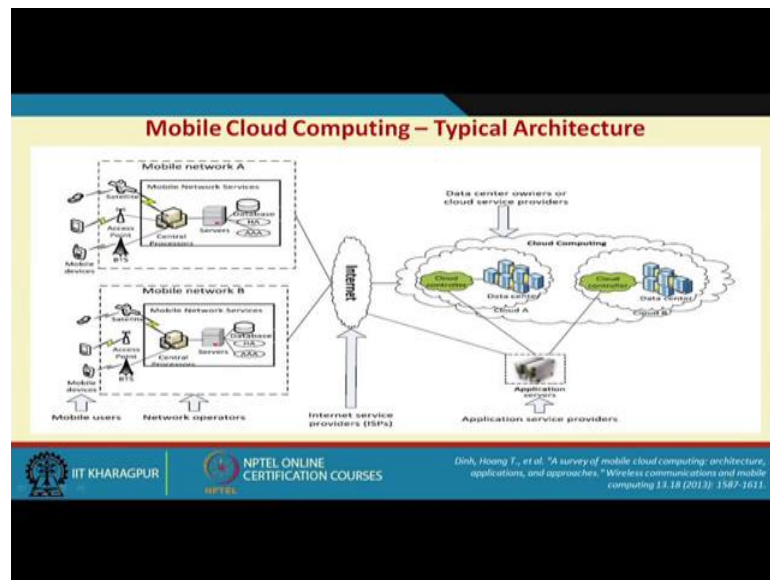 Mobile Cloud Computing – Typical Architecture
Mobile network A
Mobile Network Services
Satellite
Access
Point
BTS
Mobile
devices
Central
Processors
Servers
Database
HA
AAA
Mobile network B
Mobile Network Services
Satellite
Access
Point
BTS
Mobile
devices
Central
Processors
Servers
Database
HA
AAA
Mobile users
Network operators
Internet
Internet service
providers (ISPs)
Data center owners or
cloud service providers
Cloud Computing
Cloud
controller
Data center
Cloud A
Cloud
controller
Data center
Cloud B
Application
servers
Application service providers
IIT KHARAGPUR
NPTEL
NPTEL ONLINE
CERTIFICATION COURSES
Dinh, Hoang T., et al. "A survey of mobile cloud computing: architecture,
applications, and approaches." Wireless communications and mobile
computing 13.18 (2013): 1587-1611.